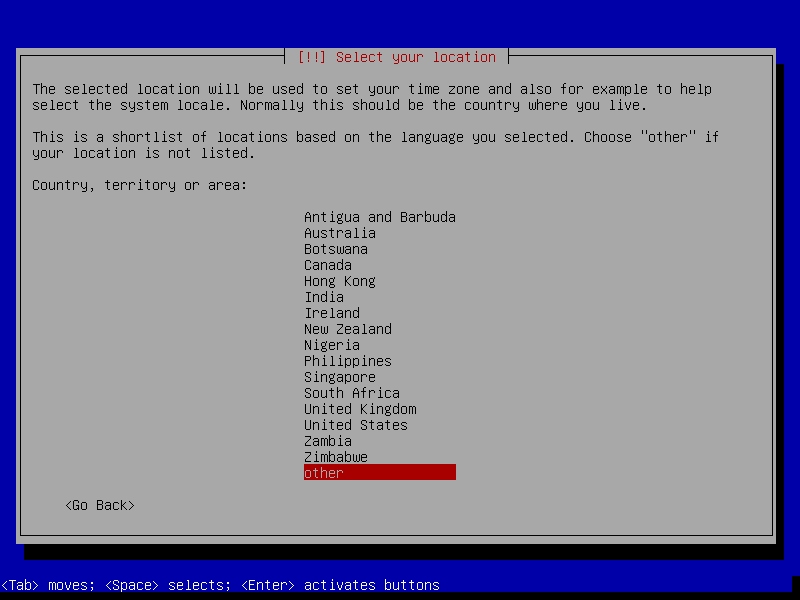 [!!] Select your location
The selected location will be used to set your time zone and also for example to help
select the system locale. Normally this should be the country where you live.
This is a shortlist of locations based on the language you selected. Choose "other" if
your location is not listed.
Country, territory or area:
Antigua and Barbuda
Australia
Botswana
Canada
Hong Kong
India
Ireland
New Zealand
Nigeria
Philippines
Singapore
South Africa
United Kingdom
United States
Zambia
Zimbabwe
other
<Go Back>
<Tab> moves; <Space> selects; <Enter> activates buttons